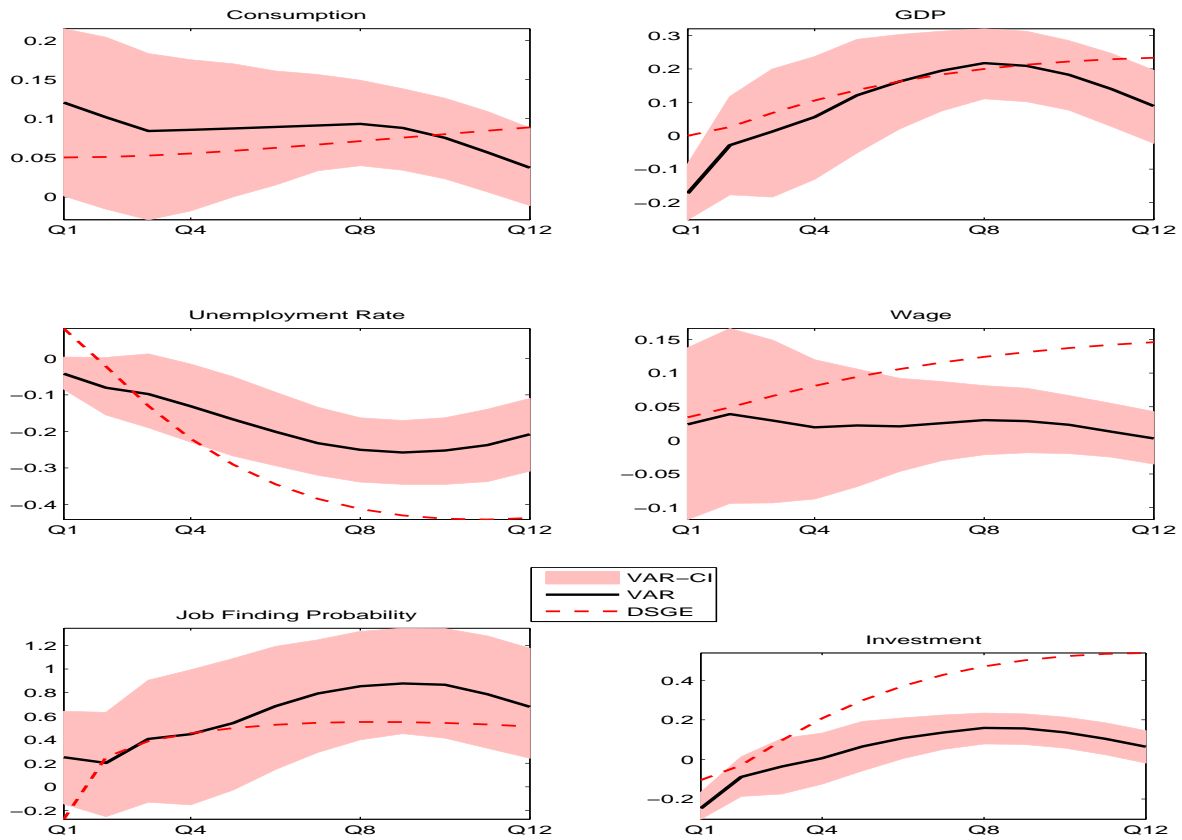 Consumption
0.2
0.15
0.1
0.05
0
Q1 Q4 Q8 Q12
GDP
0.3
0.2
0.1
0
−0.1
−0.2
Q1 Q4 Q8 Q12
Unemployment Rate
0
−0.1
−0.2
−0.3
−0.4
Q1 Q4 Q8 Q12
Wage
0.15
0.1
0.05
0
−0.05
−0.1
Q1 Q4 Q8 Q12
VAR−CI
VAR
DSGE
Job Finding Probability
1.2
1
0.8
0.6
0.4
0.2
0
−0.2
Q1 Q4 Q8 Q12
Investment
0.4
0.2
0
−0.2
Q1 Q4 Q8 Q12